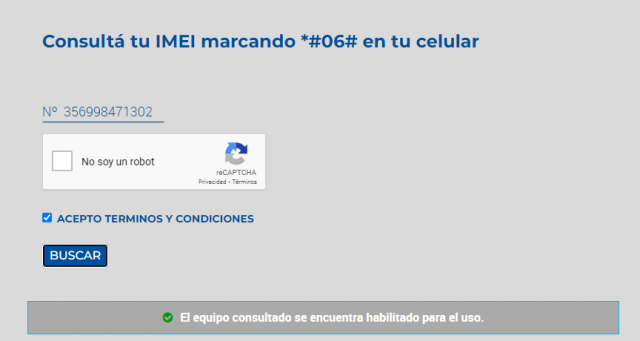 Consultá tu IMEI marcando *#06# en tu celular
Nº 356998471302
No soy un robot
reCAPTCHA
Privacidad - Términos
ACEPTO TERMINOS Y CONDICIONES
BUSCAR
El equipo consultado se encuentra habilitado para el uso.